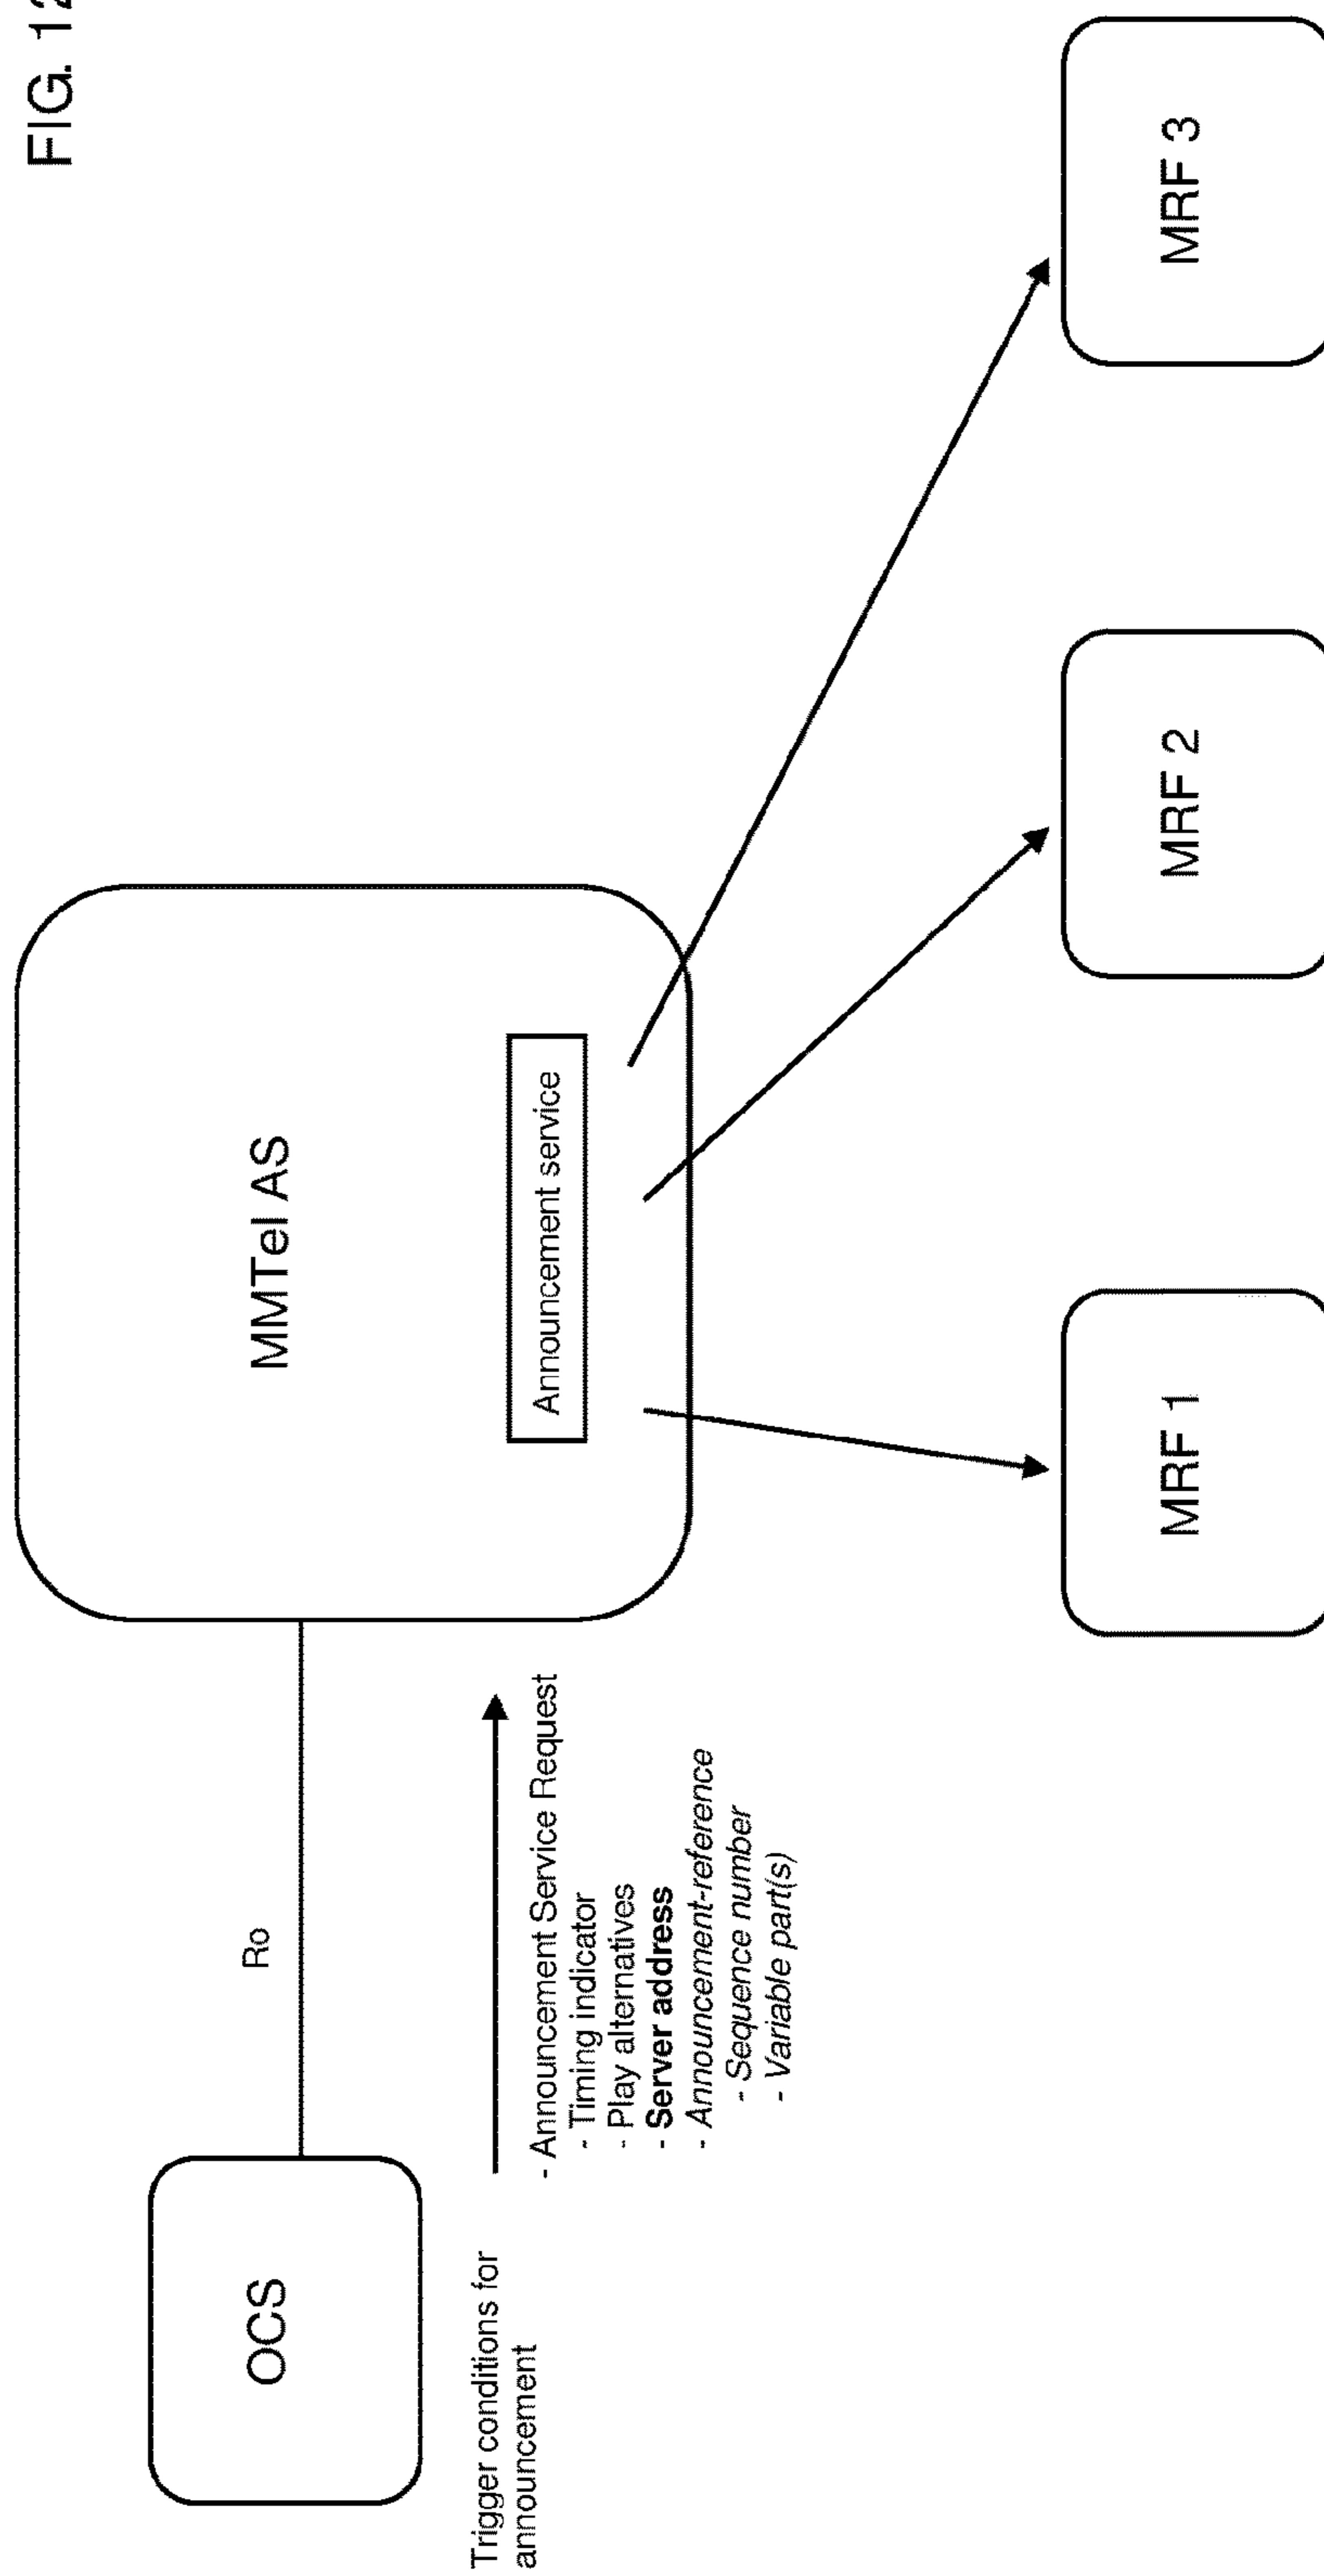 FIG. 12
OCS
Ro
MMTel AS
Announcement service
Trigger conditions for
announcement
- Announcement Service Request
- Timing indicator
- Play alternatives
- Server address
- Announcement-reference
- Sequence number
- Variable part(s)
MRF 1
MRF 2
MRF 3